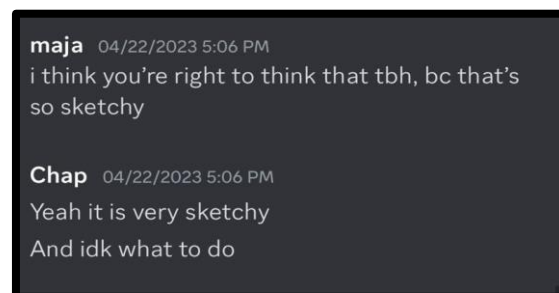 maja 04/22/2023 5:06 PM
i think you’re right to think that tbh, bc that’s
so sketchy
Chap 04/22/2023 5:06 PM
Yeah it is very sketchy
And idk what to do